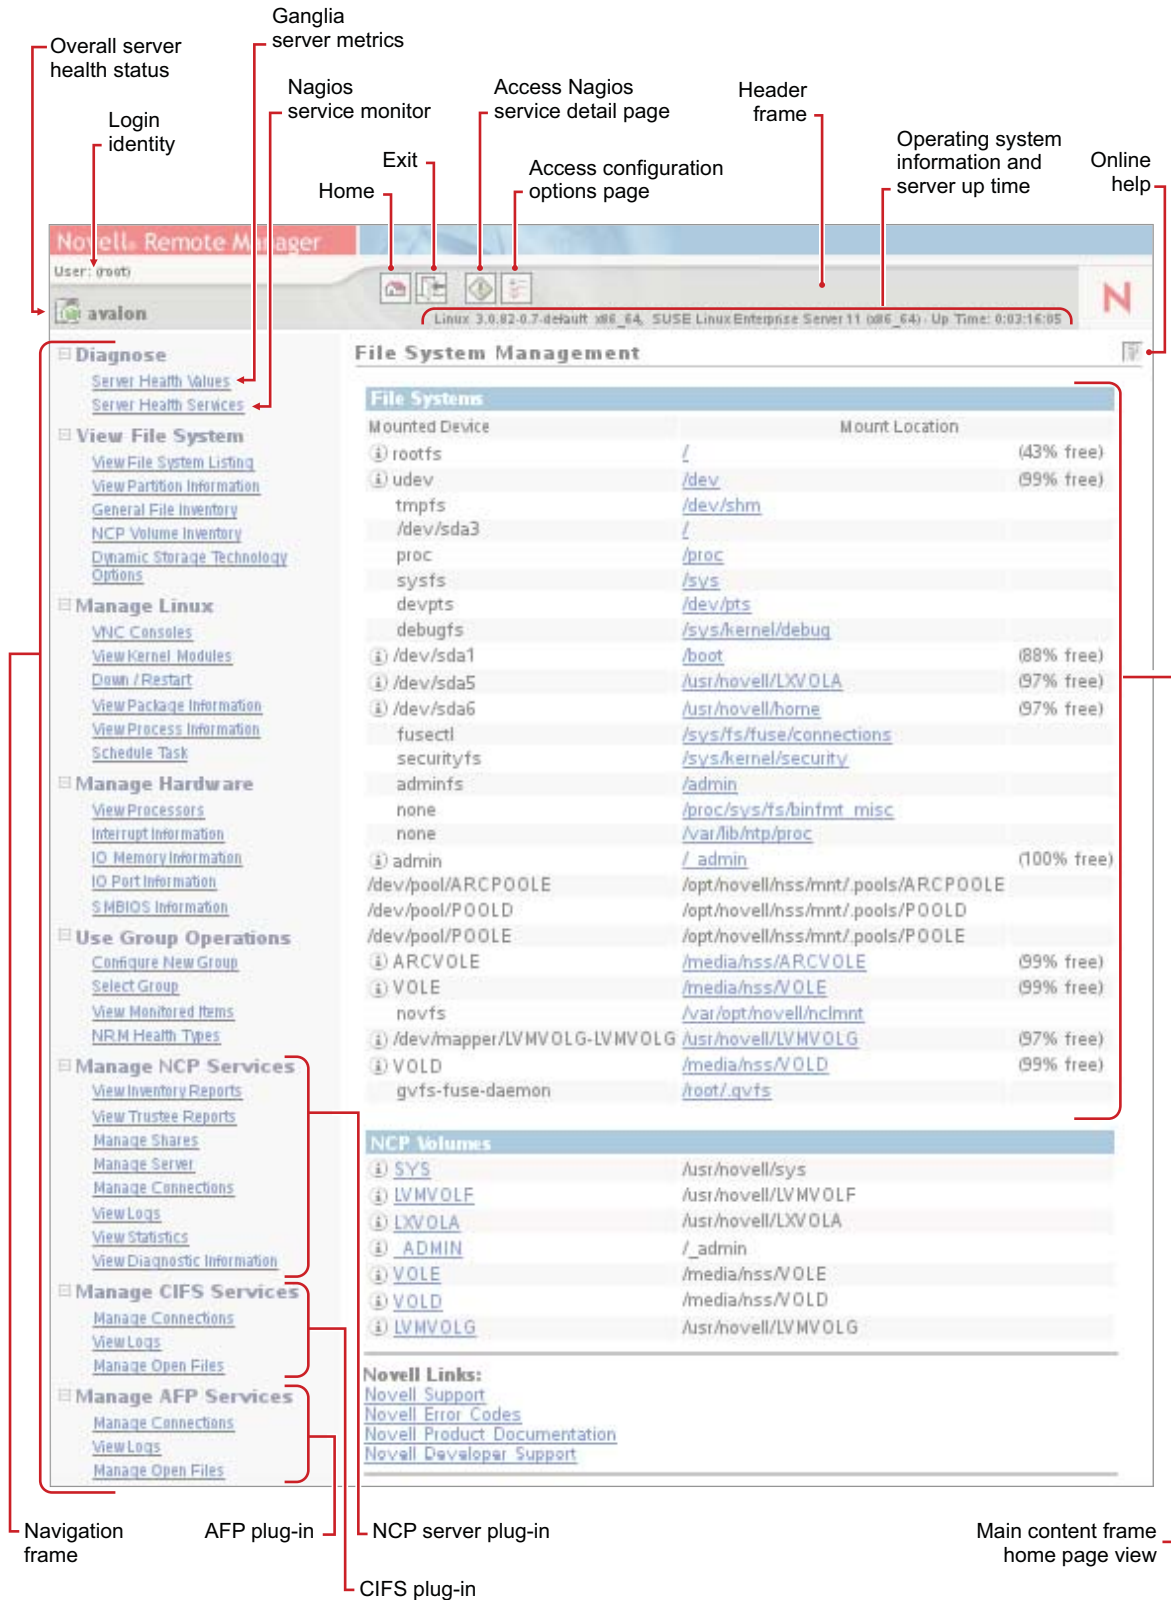 Ganglia
server metrics
Overall server
health status
Nagios
service monitor
Access Nagios
service detail page
Header
frame
Login
identity
Operating system
information and
server up time
Exit
Access configuration
options page
Online
help
Home
Novell® Remote Manager
User: (root)
avalon
Linux 3.0.82-0.7-default x86_64, SUSE Linux Enterprise Server 11 (x86_64) - Up Time: 0:03:16:05
N
Diagnose
Server Health Values
Server Health Services
View File System
View File System Listing
View Partition Information
General File Inventory
NCP Volume Inventory
Dynamic Storage Technology
Options
Manage Linux
VNC Consoles
View Kernel Modules
Down / Restart
View Package Information
View Process Information
Schedule Task
Manage Hardware
View Processors
Interrupt Information
IO Memory Information
IO Port Information
SMBIOS Information
Use Group Operations
Configure New Group
Select Group
View Monitored Items
NRM Health Types
Manage NCP Services
View Inventory Reports
View Trustee Reports
Manage Shares
Manage Server
Manage Connections
View Logs
View Statistics
View Diagnostic Information
Manage CIFS Services
Manage Connections
View Logs
Manage Open Files
Manage AFP Services
Manage Connections
View Logs
Manage Open Files
File System Management
File Systems
Mounted Device Mount Location
rootfs / (43% free)
udev /dev (99% free)
tmpfs /dev/shm
/dev/sda3 /
proc /proc
sysfs /sys
devpts /dev/pts
debugfs /sys/kernel/debug
/dev/sda1 /boot (88% free)
/dev/sda5 /usr/novell/LXVOLA (97% free)
/dev/sda6 /usr/novell/home (97% free)
fusectl /sys/fs/fuse/connections
securityfs /sys/kernel/security
adminfs /admin
none /proc/sys/fs/binfmt_misc
none /var/lib/ntp/proc
admin /_admin (100% free)
/dev/pool/ARCPOOLE /opt/novell/nss/mnt/.pools/ARCPOOLE
/dev/pool/POOLD /opt/novell/nss/mnt/.pools/POOLD
/dev/pool/POOLE /opt/novell/nss/mnt/.pools/POOLE
ARCVOLE /media/nss/ARCVOLE (99% free)
VOLE /media/nss/VOLE (99% free)
novfs /var/opt/novell/nclmnt
/dev/mapper/LVMVOLG-LVMVOLG /usr/novell/LVMVOLG (97% free)
VOLD /media/nss/VOLD (99% free)
gvfs-fuse-daemon /root/.gvfs
NCP Volumes
SYS /usr/novell/sys
LVMVOLF /usr/novell/LVMVOLF
LXVOLA /usr/novell/LXVOLA
_ADMIN /_admin
VOLE /media/nss/VOLE
VOLD /media/nss/VOLD
LVMVOLG /usr/novell/LVMVOLG
Novell Links:
Novell Support
Novell Error Codes
Novell Product Documentation
Novell Developer Support
Navigation
frame
AFP plug-in
NCP server plug-in
Main content frame
home page view
CIFS plug-in